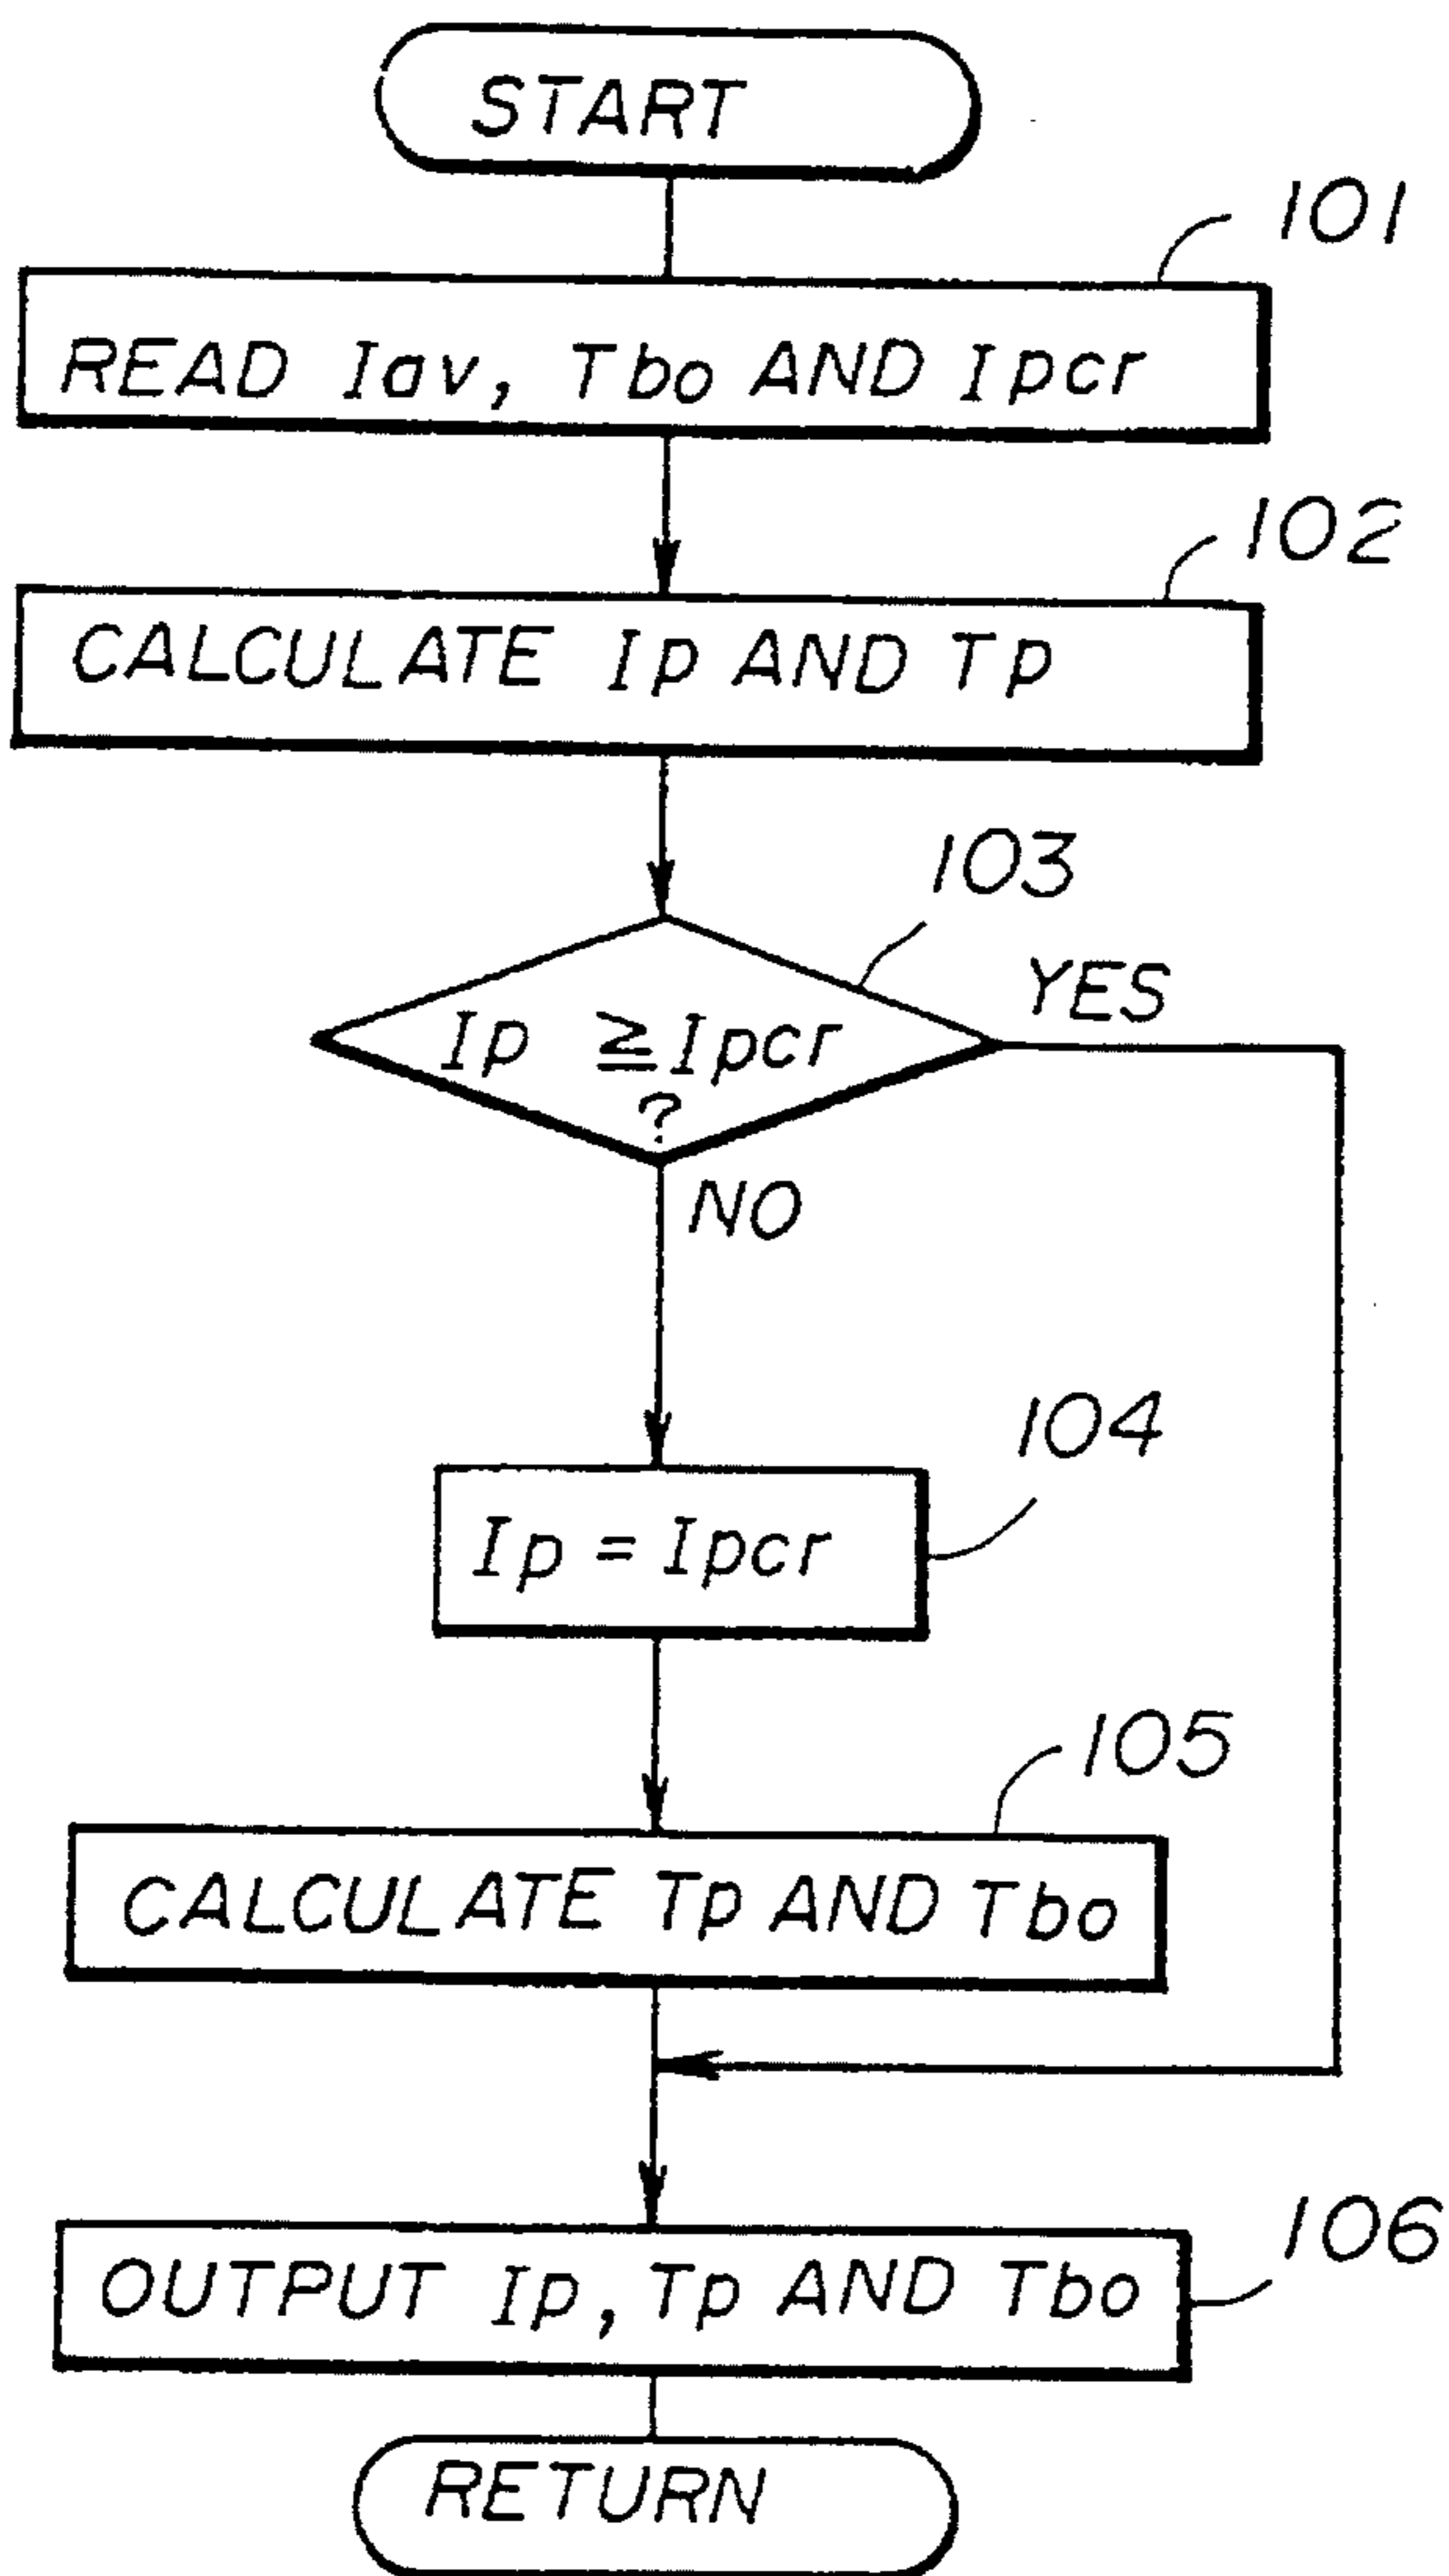 START
101
READ Iav, Tbo AND Ipcr
102
CALCULATE Ip AND Tp
103
YES
Ip ≧ Ipcr
?
NO
104
Ip = Ipcr
105
CALCULATE Tp AND Tbo
106
OUTPUT Ip, Tp AND Tbo
RETURN